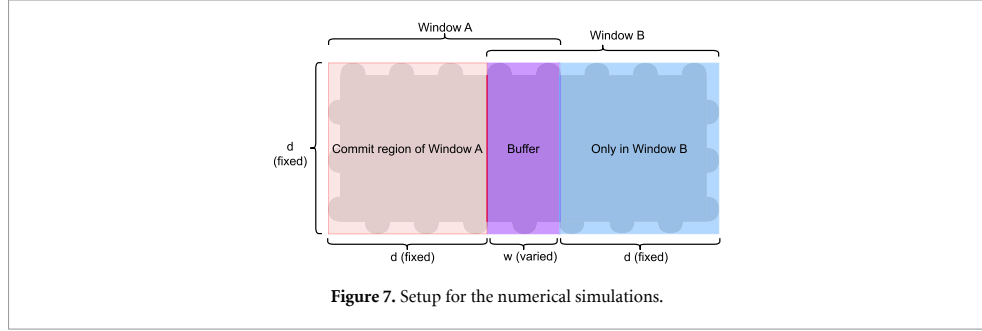 Window A
Window B
d
(fixed)
Commit region of Window A
Buffer
Only in Window B
d (fixed)
w (varied)
d (fixed)
Figure 7. Setup for the numerical simulations.